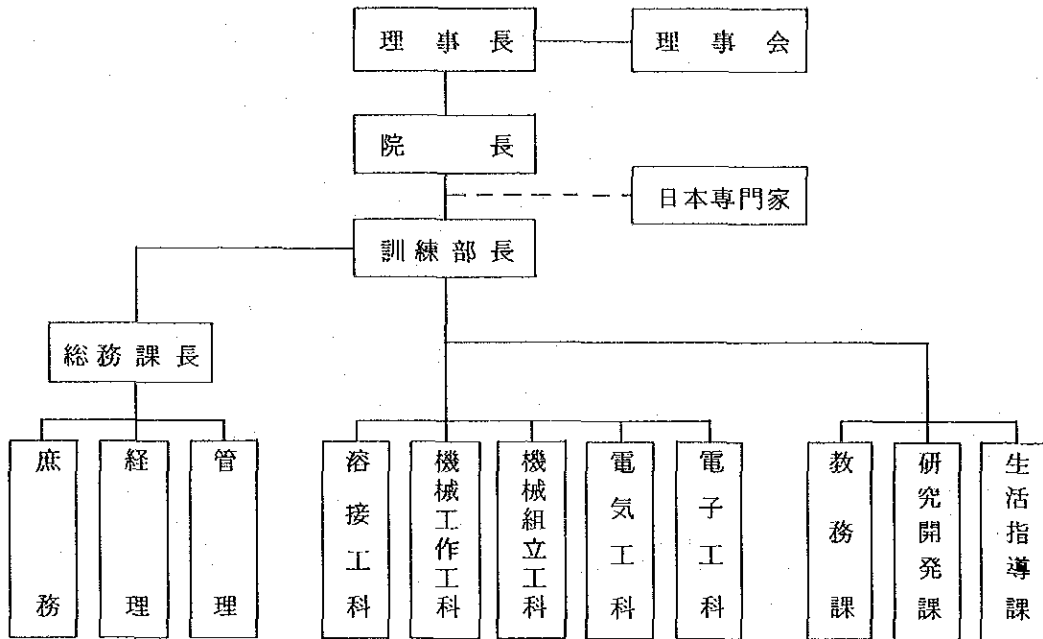 理事長
理事会
院長
日本専門家
訓練部長
総務課長
庶務
経理
管理
溶接工科
機械工作工科
機械組立工科
電気工科
電子工科
教務課
研究開発課
生活指導課